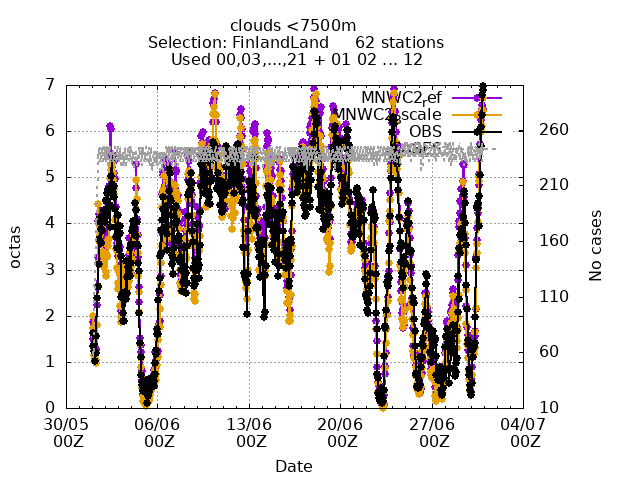 clouds <7500m
Selection: FinlandLand 62 stations
Used 00,03,...,21 + 01 02 ... 12
octas
7
6
5
4
3
2
1
0
MNWC2
OBS
No cases
260
210
160
110
60
10
30/05 06/06 13/06 20/06 27/06 04/07
00Z 00Z 00Z 00Z 00Z 00Z
Date